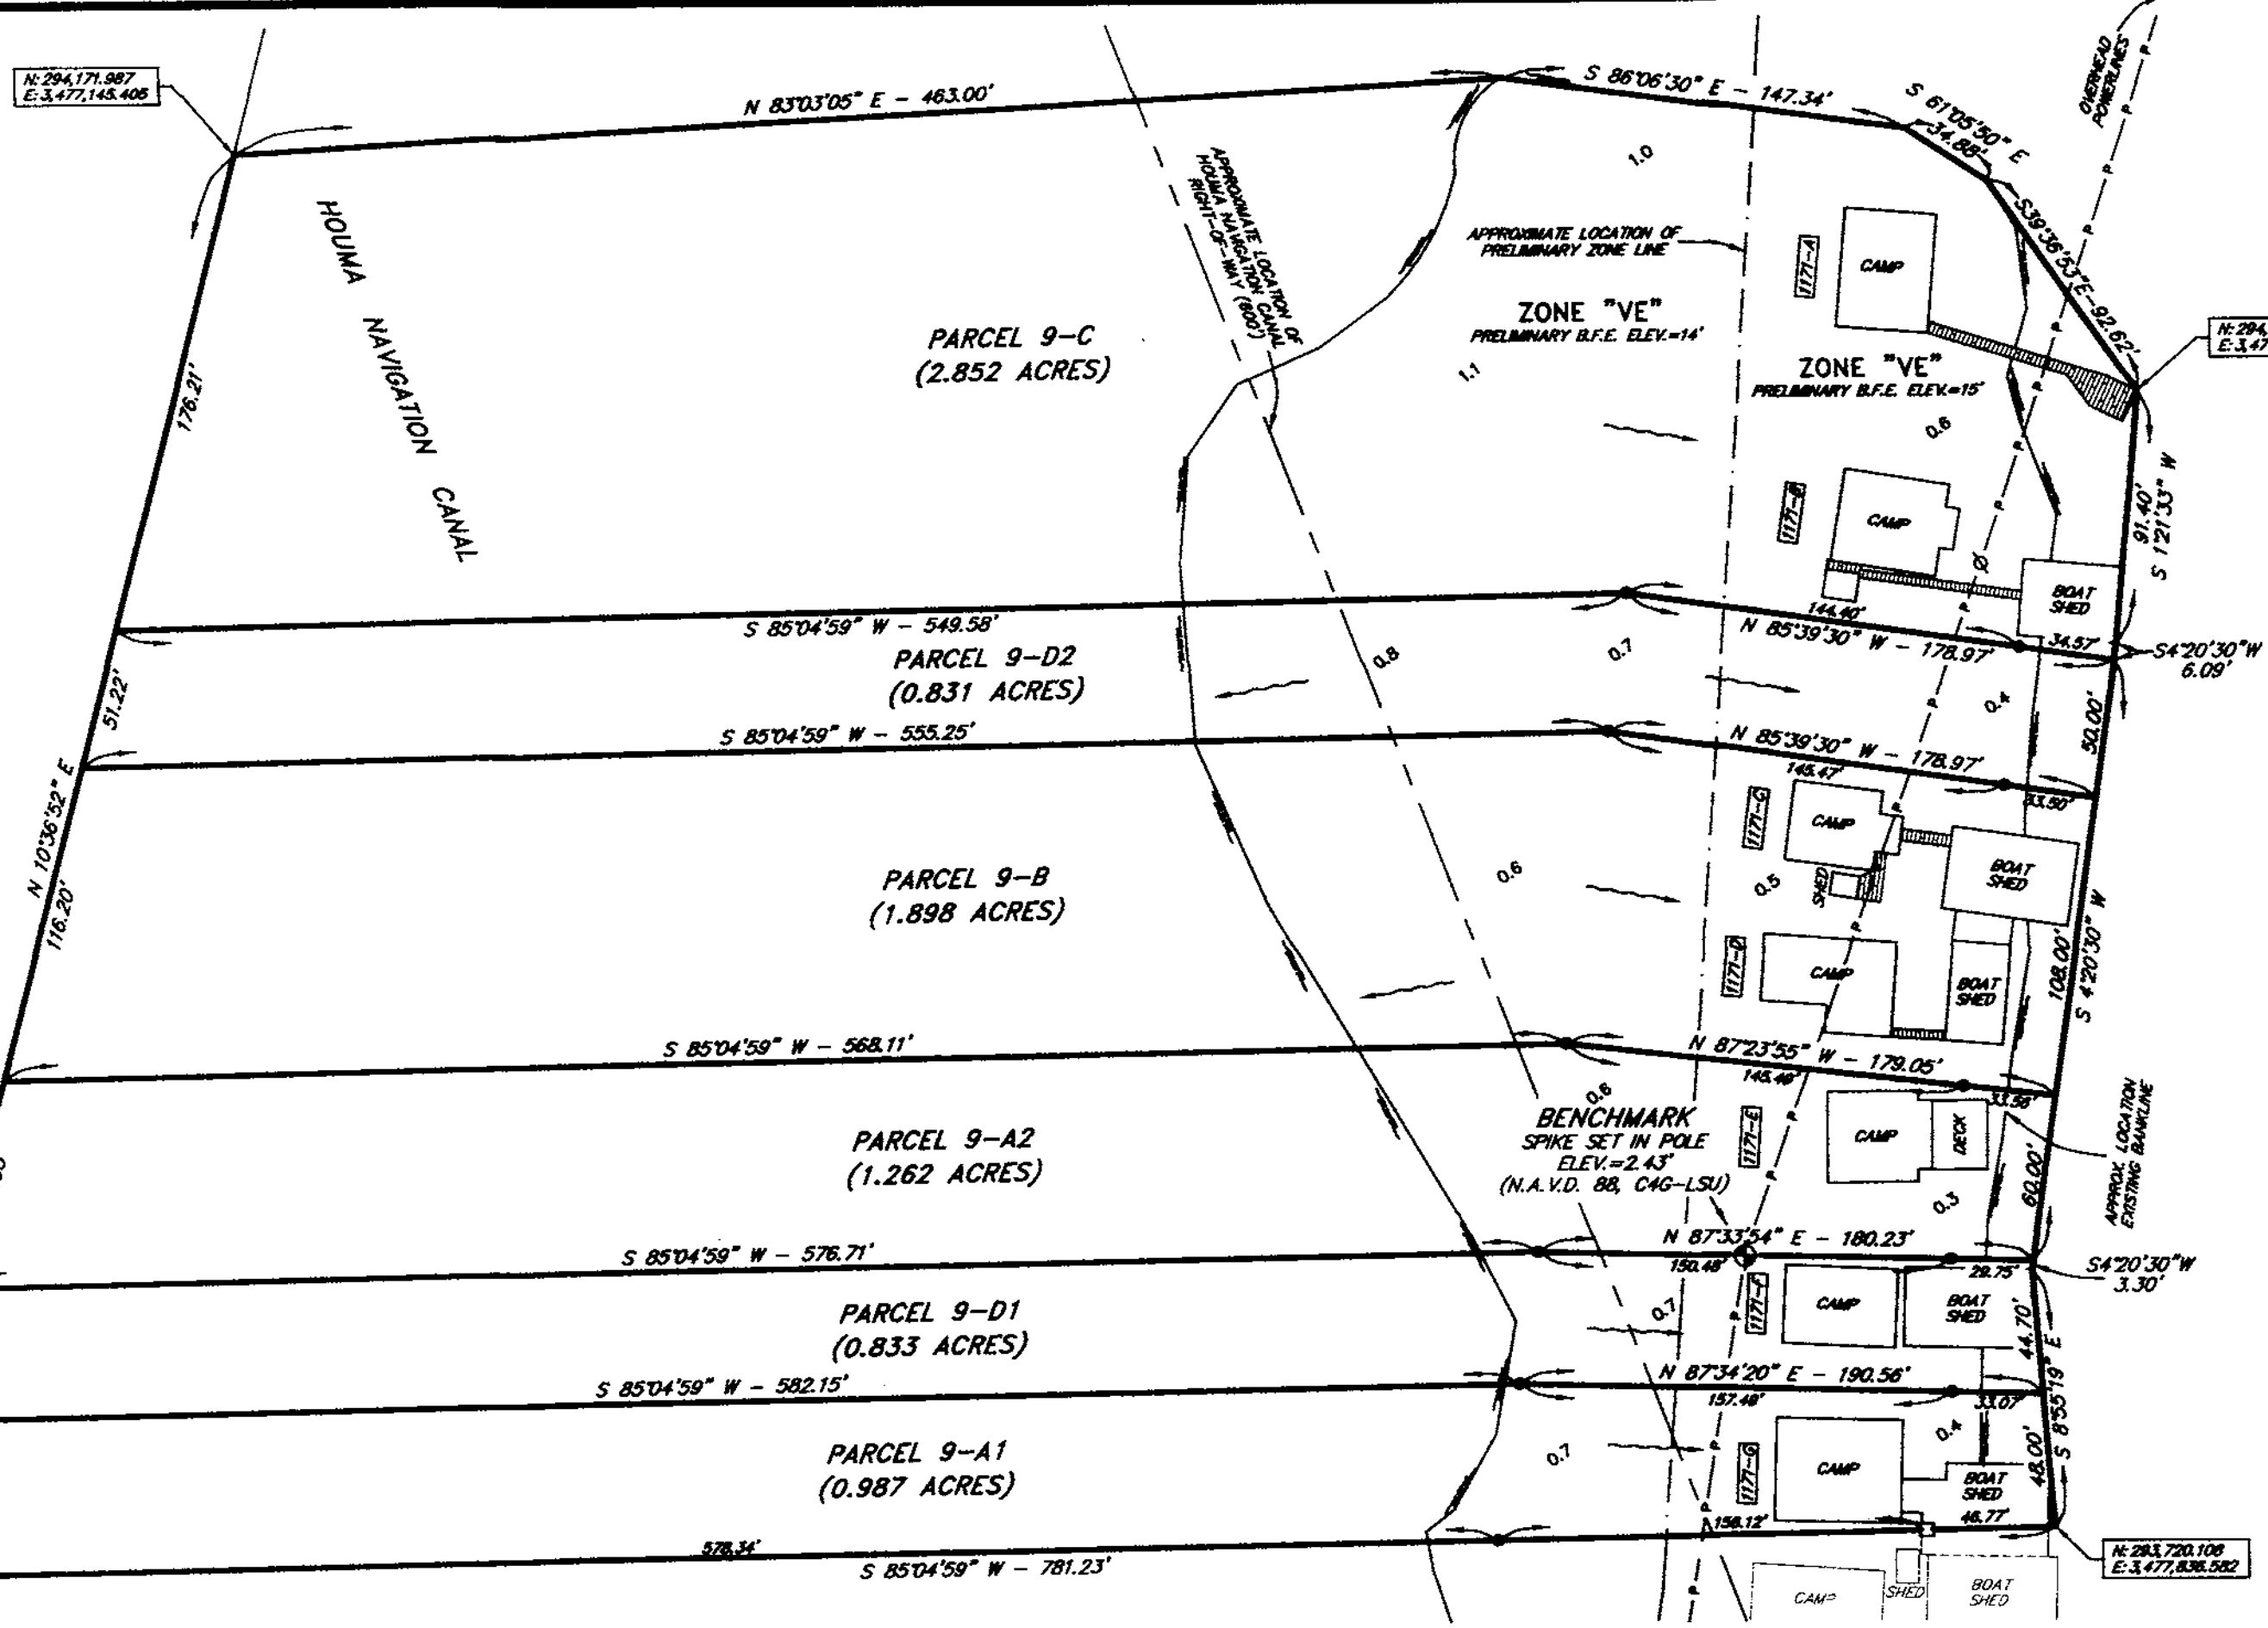 N: 294,171.987
E: 3,477,145.405
N 83°03'05" E - 463.00'
S 86°06'30" E - 147.34'
S 61°05'50" E
34.88'
S39°36'53"E-92.62'
OVERHEAD
POWERLINES
N: 294,
E: 3,47
176.21'
HOUMA NAVIGATION CANAL
APPROXIMATE LOCATION OF
HOUMA NAVIGATION CANAL
RIGHT-OF-WAY (600')
1.0
APPROXIMATE LOCATION OF
PRELIMINARY ZONE LINE
1171-A
CAMP
ZONE "VE"
PRELIMINARY B.F.E. ELEV.=14'
ZONE "VE"
PRELIMINARY B.F.E. ELEV.=15'
1.1
0.6
PARCEL 9-C
(2.852 ACRES)
91.40'
S 1°21'33" W
1171-B
CAMP
BOAT
SHED
S 85°04'59" W - 549.58'
144.40'
N 85°39'30" W - 178.97'
34.57'
S4°20'30"W
6.09'
PARCEL 9-D2
(0.831 ACRES)
51.22'
0.8
0.7
0.4
50.00'
S 85°04'59" W - 555.25'
N 85°39'30" W - 178.97'
145.47'
33.50'
N 10°36'52" E
116.20'
PARCEL 9-B
(1.898 ACRES)
0.6
0.5
1171-C
CAMP
SHED
BOAT
SHED
1171-D
CAMP
BOAT
SHED
108.00'
S 4°20'30" W
S 85°04'59" W - 568.11'
N 87°23'55" W - 179.05'
145.49'
33.56'
PARCEL 9-A2
(1.262 ACRES)
0.6
BENCHMARK
SPIKE SET IN POLE
ELEV.=2.43'
(N.A.V.D. 88, C4G-LSU)
1171-E
CAMP
DECK
0.3
60.00'
APPROX. LOCATION
EXISTING BANKLINE
S 85°04'59" W - 576.71'
N 87°33'54" E - 180.23'
150.48'
29.75'
S4°20'30"W
3.30'
PARCEL 9-D1
(0.833 ACRES)
0.7
1171-F
CAMP
BOAT
SHED
44.70'
S 8°55'19" E
S 85°04'59" W - 582.15'
N 87°34'20" E - 190.56'
157.49'
33.07'
PARCEL 9-A1
(0.987 ACRES)
0.7
1171-G
CAMP
0.4
BOAT
SHED
48.00'
578.34'
S 85°04'59" W - 781.23'
156.12'
46.77'
N: 293,720.106
E: 3,477,836.582
CAMP
SHED
BOAT
SHED